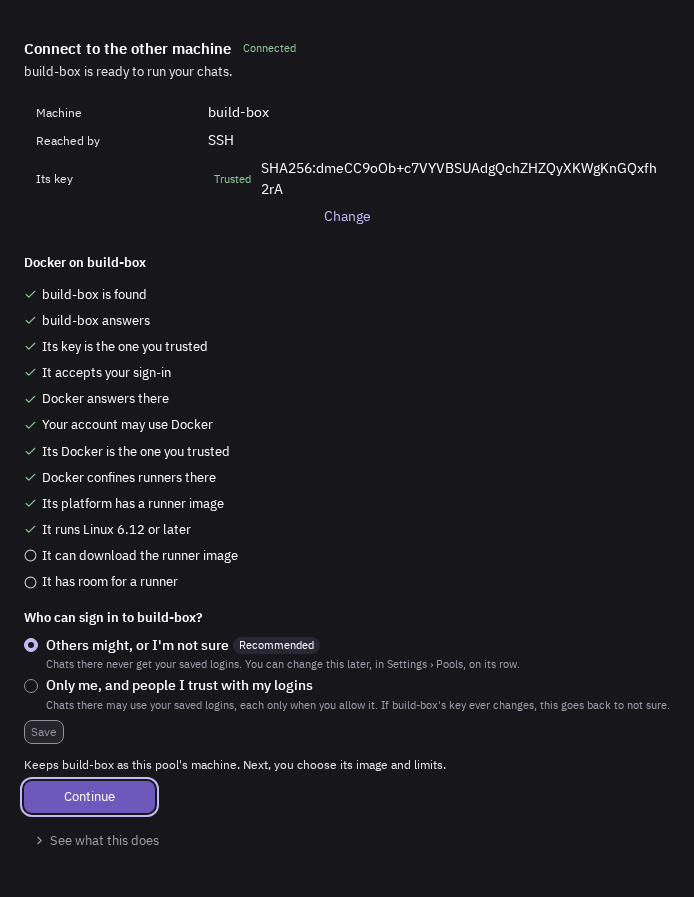 Connect to the other machine Connected
build-box is ready to run your chats.
Machine build-box
Reached by SSH
Its key Trusted SHA256:dmeCC9oOb+c7VYVBSUAdgQchZHZQyXKWgKnGQxfh
2rA
Change
Docker on build-box
build-box is found
build-box answers
Its key is the one you trusted
It accepts your sign-in
Docker answers there
Your account may use Docker
Its Docker is the one you trusted
Docker confines runners there
Its platform has a runner image
It runs Linux 6.12 or later
It can download the runner image
It has room for a runner
Who can sign in to build-box?
Others might, or I'm not sure Recommended
Chats there never get your saved logins. You can change this later, in Settings › Pools, on its row.
Only me, and people I trust with my logins
Chats there may use your saved logins, each only when you allow it. If build-box's key ever changes, this goes back to not sure.
Save
Keeps build-box as this pool's machine. Next, you choose its image and limits.
Continue
See what this does